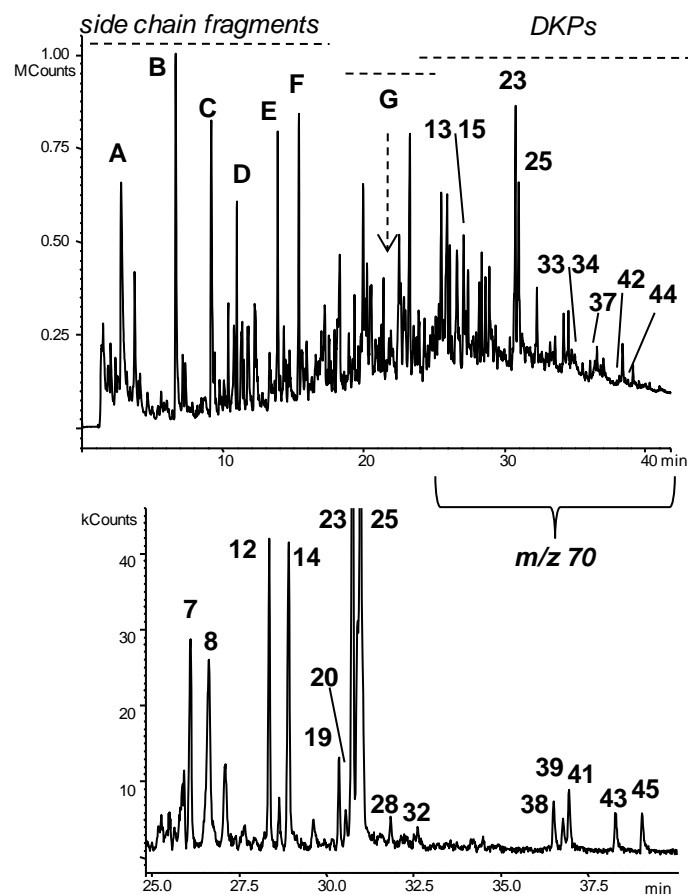 side chain fragments
DKPs
1.00
MCounts
B
F
G
23
C
E
13 15
A
0.75
25
D
0.50
33 34
42
37
44
0.25
10
20
30
40 min
kCounts
23 25
m/z 70
40
12
14
7
30
8
20
20
19
39
41
10
28
32
38
43
45
25.0
27.5
30.0
32.5
35.0
37.5
min